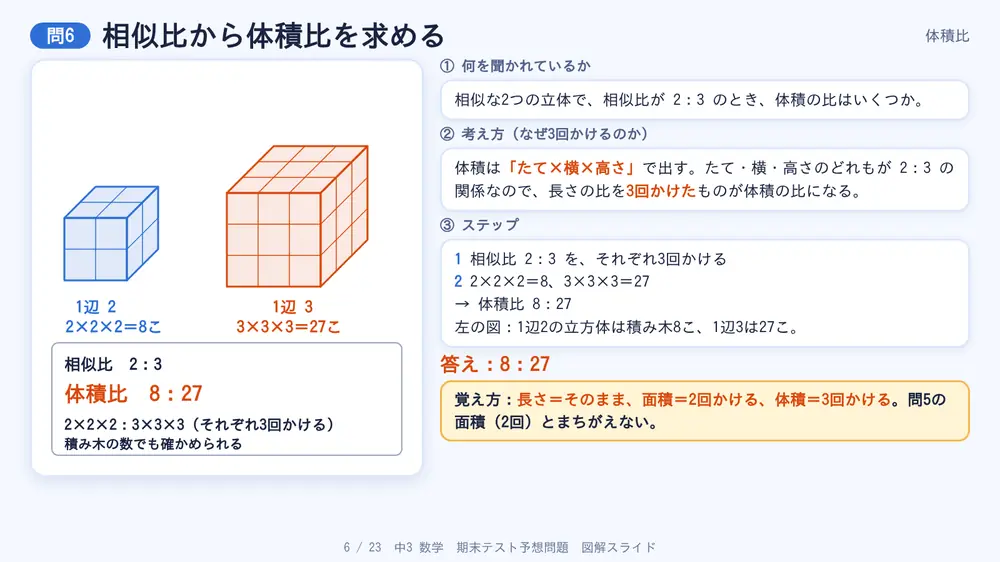 問6 相似比から体積比を求める
体積比
1辺 2
2×2×2=8こ
1辺 3
3×3×3=27こ
相似比　2：3
体積比　8：27
2×2×2：3×3×3（それぞれ3回かける）
積み木の数でも確かめられる
① 何を聞かれているか
相似な2つの立体で、相似比が 2：3 のとき、体積の比はいくつか。
② 考え方（なぜ3回かけるのか）
体積は「たて×横×高さ」で出す。たて・横・高さのどれもが 2：3 の
関係なので、長さの比を3回かけたものが体積の比になる。
③ ステップ
1 相似比 2：3 を、それぞれ3回かける
2 2×2×2=8、3×3×3=27
→ 体積比 8：27
左の図：1辺2の立方体は積み木8こ、1辺3は27こ。
答え：8：27
覚え方：長さ＝そのまま、面積＝2回かける、体積＝3回かける。問5の
面積（2回）とまちがえない。
6 / 23　中3 数学　期末テスト予想問題　図解スライド